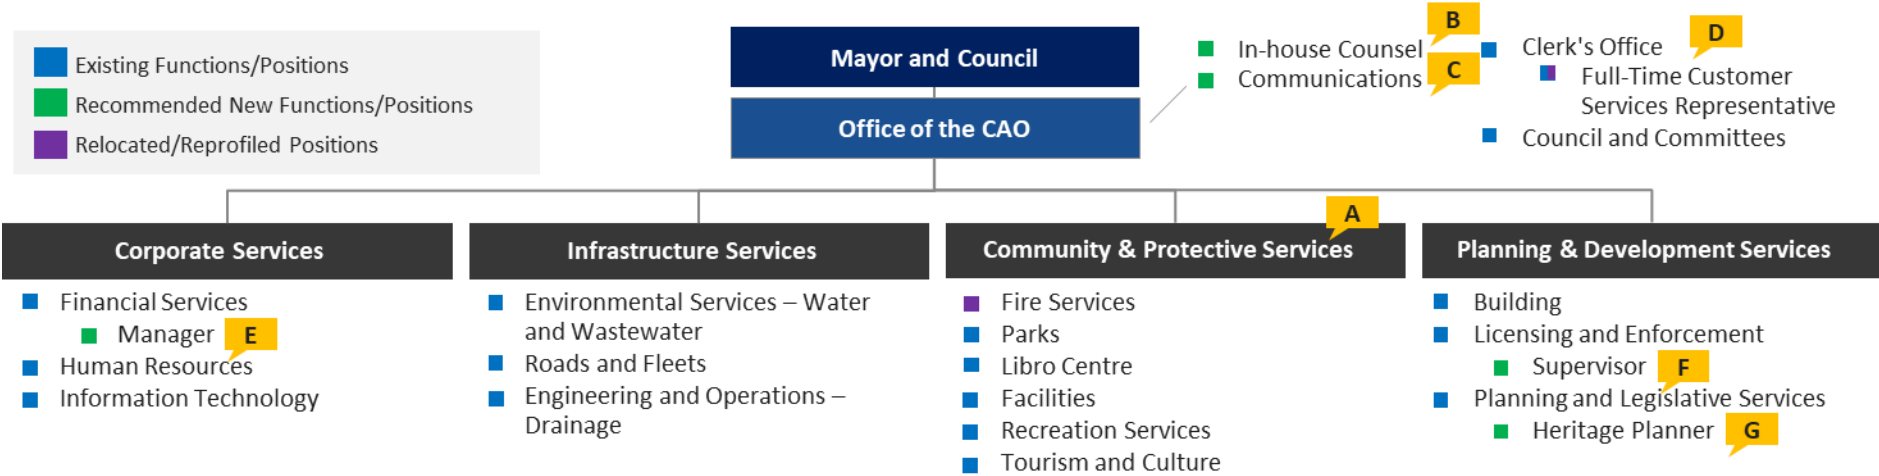 Existing Functions/Positions
Recommended New Functions/Positions
Relocated/Reprofiled Positions
Mayor and Council
Office of the CAO
B
In-house Counsel
Communications
C
Clerk's Office
D
Full-Time Customer
Services Representative
Council and Committees
Corporate Services
Financial Services
Manager
E
Human Resources
Information Technology
Infrastructure Services
Environmental Services – Water
and Wastewater
Roads and Fleets
Engineering and Operations –
Drainage
A
Community & Protective Services
Fire Services
Parks
Libro Centre
Facilities
Recreation Services
Tourism and Culture
Planning & Development Services
Building
Licensing and Enforcement
Supervisor
F
Planning and Legislative Services
Heritage Planner
G